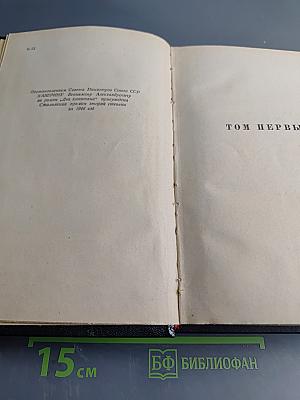 Постановлением Совета Министров Союза ССР
КАВЕРИНУ Вениамину Александровичу
за роман „Два капитана“ присуждена
Сталинская премия второй степени
за 1945 год
ТОМ ПЕРВЫ
15 СМ
БФ БИБЛИОФАН